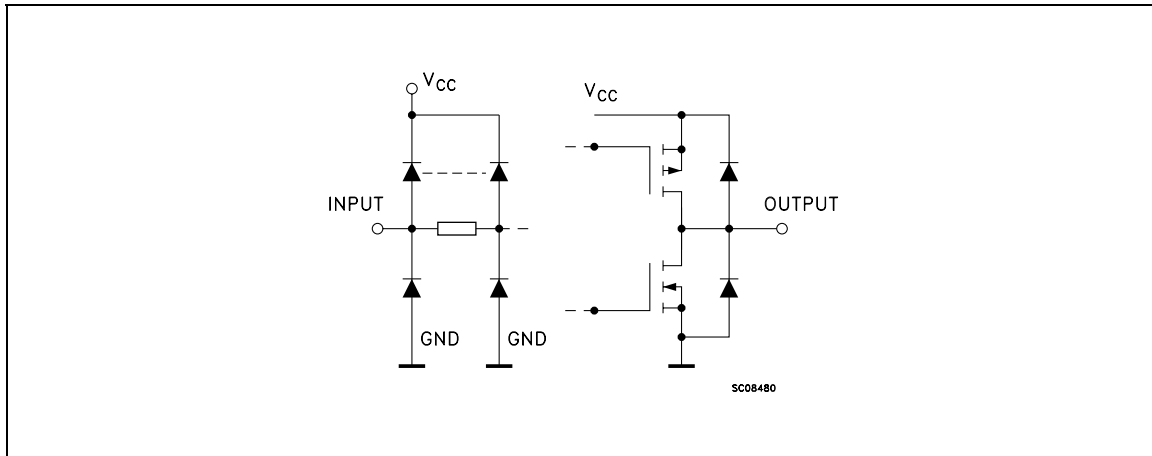 VCC
VCC
INPUT
OUTPUT
GND
GND
SC08480